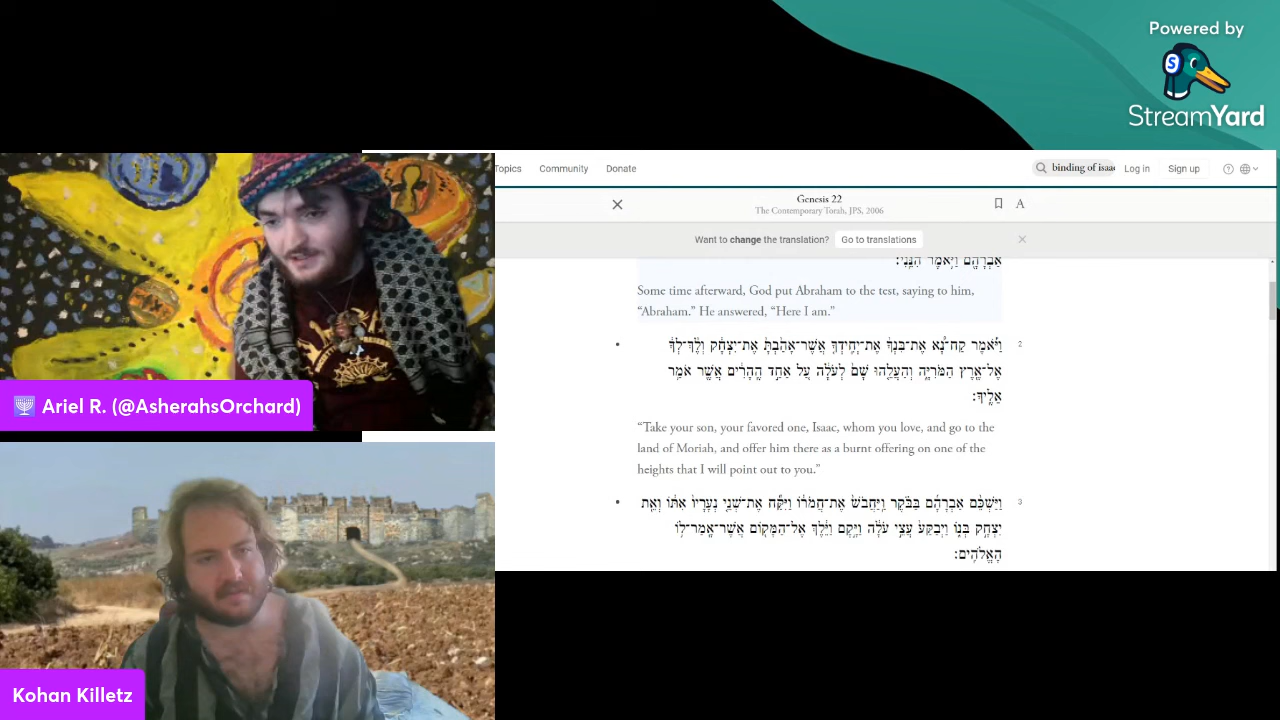 Powered by
StreamYard
Topics Community Donate
binding of isaa Log in Sign up
Genesis 22
The Contemporary Torah, JPS, 2006
A
Want to change the translation? Go to translations
אַבְרָהָם וַיֹּאמֶר הִנֵּנִי׃
Some time afterward, God put Abraham to the test, saying to him,
“Abraham.” He answered, “Here I am.”
2
וַיֹּאמֶר קַח־נָא אֶת־בִּנְךָ אֶת־יְחִידְךָ אֲשֶׁר־אָהַבְתָּ אֶת־יִצְחָק וְלֶךְ־לְךָ
אֶל־אֶרֶץ הַמֹּרִיָּה וְהַעֲלֵהוּ שָׁם לְעֹלָה עַל אַחַד הֶהָרִים אֲשֶׁר אֹמַר
אֵלֶיךָ׃
“Take your son, your favored one, Isaac, whom you love, and go to the
land of Moriah, and offer him there as a burnt offering on one of the
heights that I will point out to you.”
3
וַיַּשְׁכֵּם אַבְרָהָם בַּבֹּקֶר וַיַּחֲבֹשׁ אֶת־חֲמֹרוֹ וַיִּקַּח אֶת־שְׁנֵי נְעָרָיו אִתּוֹ וְאֵת
יִצְחָק בְּנוֹ וַיְבַקַּע עֲצֵי עֹלָה וַיָּקׇם וַיֵּלֶךְ אֶל־הַמָּקוֹם אֲשֶׁר־אָמַר־לוֹ
הָאֱלֹהִים׃
Ariel R. (@AsherahsOrchard)
Kohan Killetz